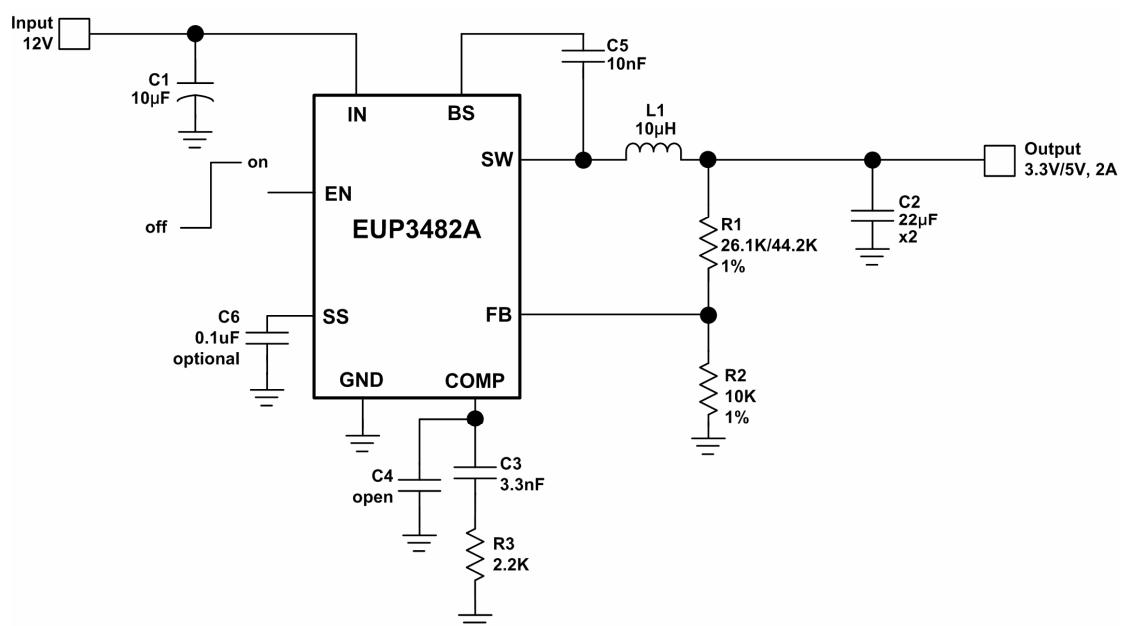 Input
12V
C1
10µF
IN
BS
C5
10nF
L1
10µH
SW
Output
3.3V/5V, 2A
on
off
EN
EUP3482A
C2
22µF
x2
R1
26.1K/44.2K
1%
C6
0.1uF
optional
SS
FB
GND
COMP
R2
10K
1%
C4
open
C3
3.3nF
R3
2.2K